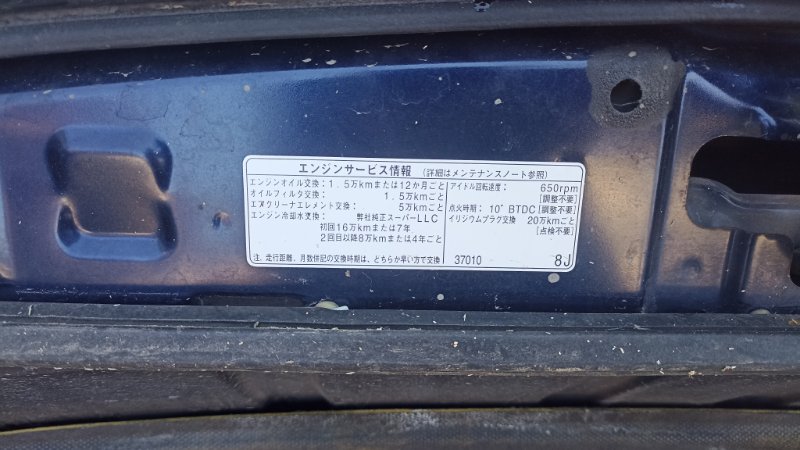 エンジンサービス情報 (詳細はメンテナンスノート参照)
エンジンオイル交換: 1.5万kmまたは12か月ごと
オイルフィルタ交換: 1.5万kmごと
エアクリーナエレメント交換: 5万kmごと
エンジン冷却水交換: 弊社純正スーパーLLC
初回16万kmまたは7年
2回目以降8万kmまたは4年ごと
アイドル回転速度: 650rpm
[調整不要]
点火時期: 10°BTDC [調整不要]
イリジウムプラグ交換 20万kmごと
[点検不要]
注.走行距離、月数併記の交換時期は、どちらか早い方で交換
37010 8J